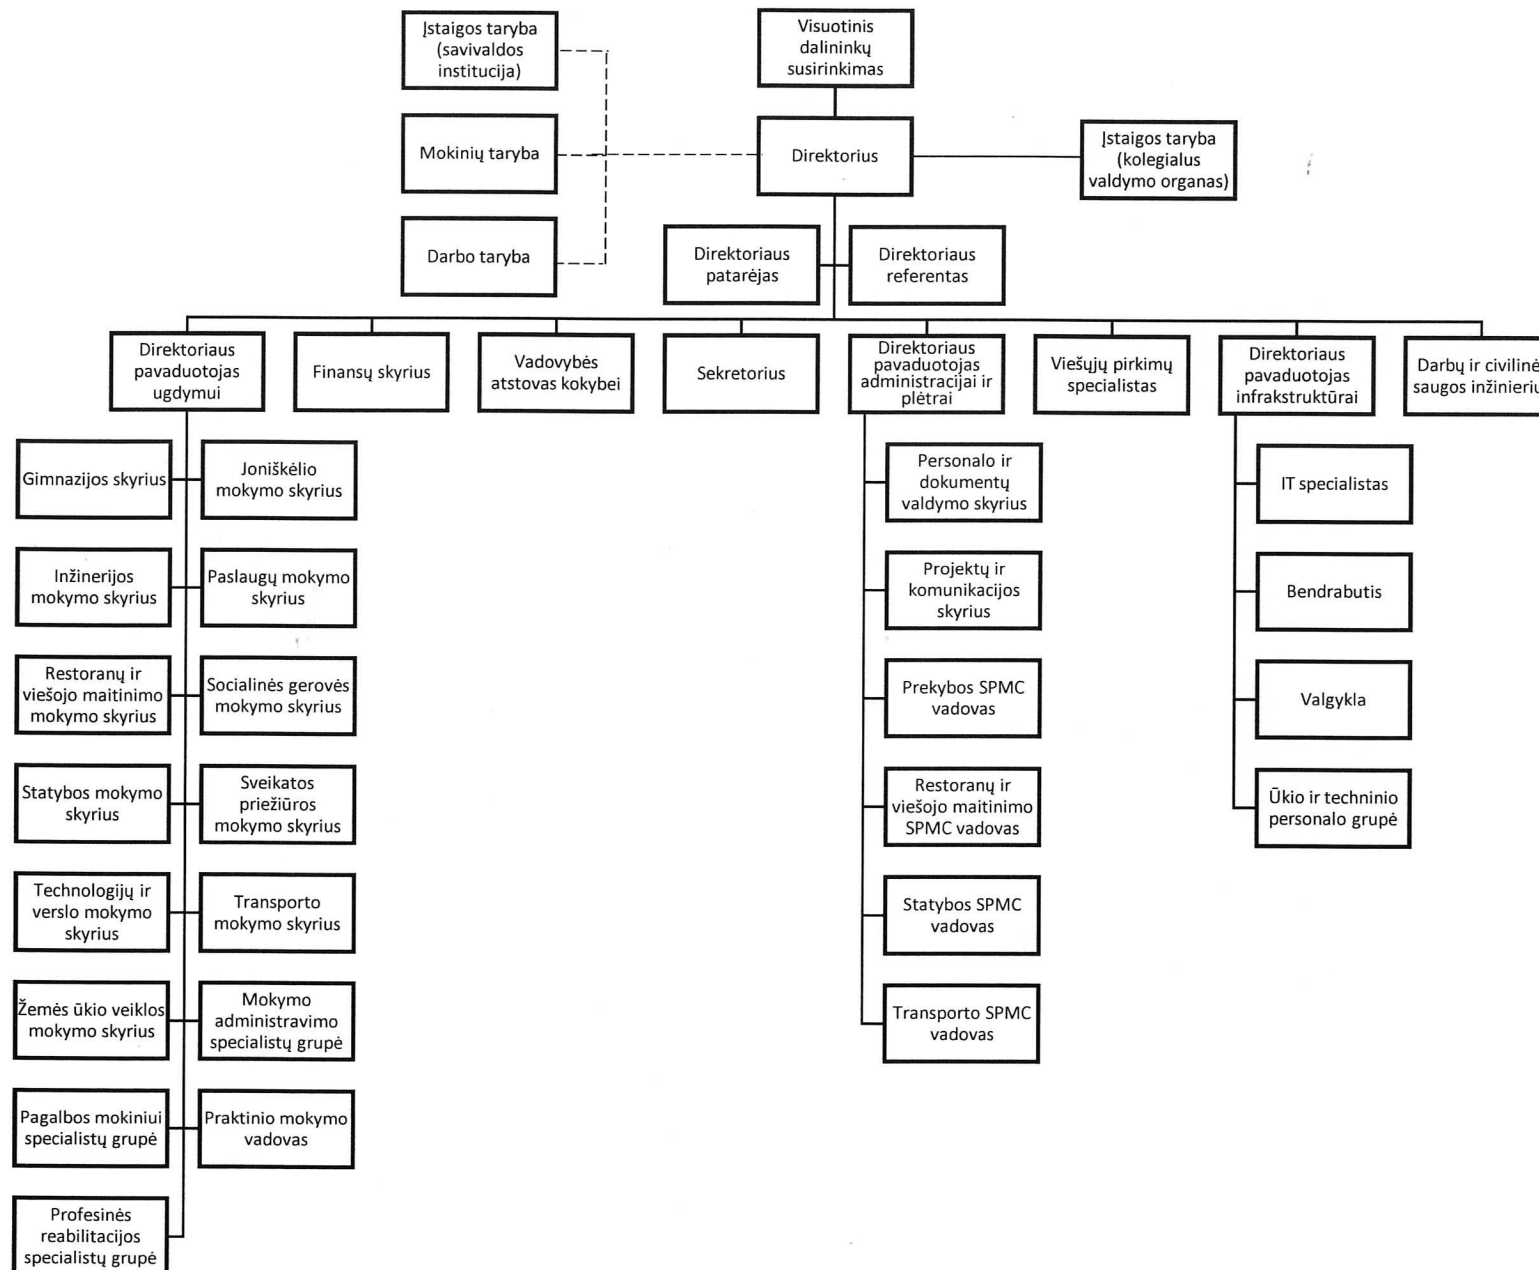 Įstaigos taryba
(savivaldos
institucija)
Visuotinis
dalininkų
susirinkimas
Mokinių taryba
Direktorius
Įstaigos taryba
(kolegialus
valdymo organas)
Darbo taryba
Direktoriaus
patarėjas
Direktoriaus
referentas
Direktoriaus
pavaduotojas
ugdymui
Finansų skyrius
Vadovybės
atstovas kokybei
Sekretorius
Direktoriaus
pavaduotojas
administracijai ir
plėtrai
Viešųjų pirkimų
specialistas
Direktoriaus
pavaduotojas
infrakstruktūrai
Darbų ir civilinė
saugos inžinieriu
Gimnazijos skyrius
Joniškėlio
mokymo skyrius
Personalo ir
dokumentų
valdymo skyrius
IT specialistas
Inžinerijos
mokymo skyrius
Paslaugų mokymo
skyrius
Projektų ir
komunikacijos
skyrius
Bendrabutis
Restoranų ir
viešojo maitinimo
mokymo skyrius
Socialinės gerovės
mokymo skyrius
Prekybos SPMC
vadovas
Valgykla
Statybos mokymo
skyrius
Sveikatos
priežiūros
mokymo skyrius
Restoranų ir
viešojo maitinimo
SPMC vadovas
Ūkio ir techninio
personalo grupė
Technologijų ir
verslo mokymo
skyrius
Transporto
mokymo skyrius
Statybos SPMC
vadovas
Žemės ūkio veiklos
mokymo skyrius
Mokymo
administravimo
specialistų grupė
Transporto SPMC
vadovas
Pagalbos mokiniui
specialistų grupė
Praktinio mokymo
vadovas
Profesinės
reabilitacijos
specialistų grupė